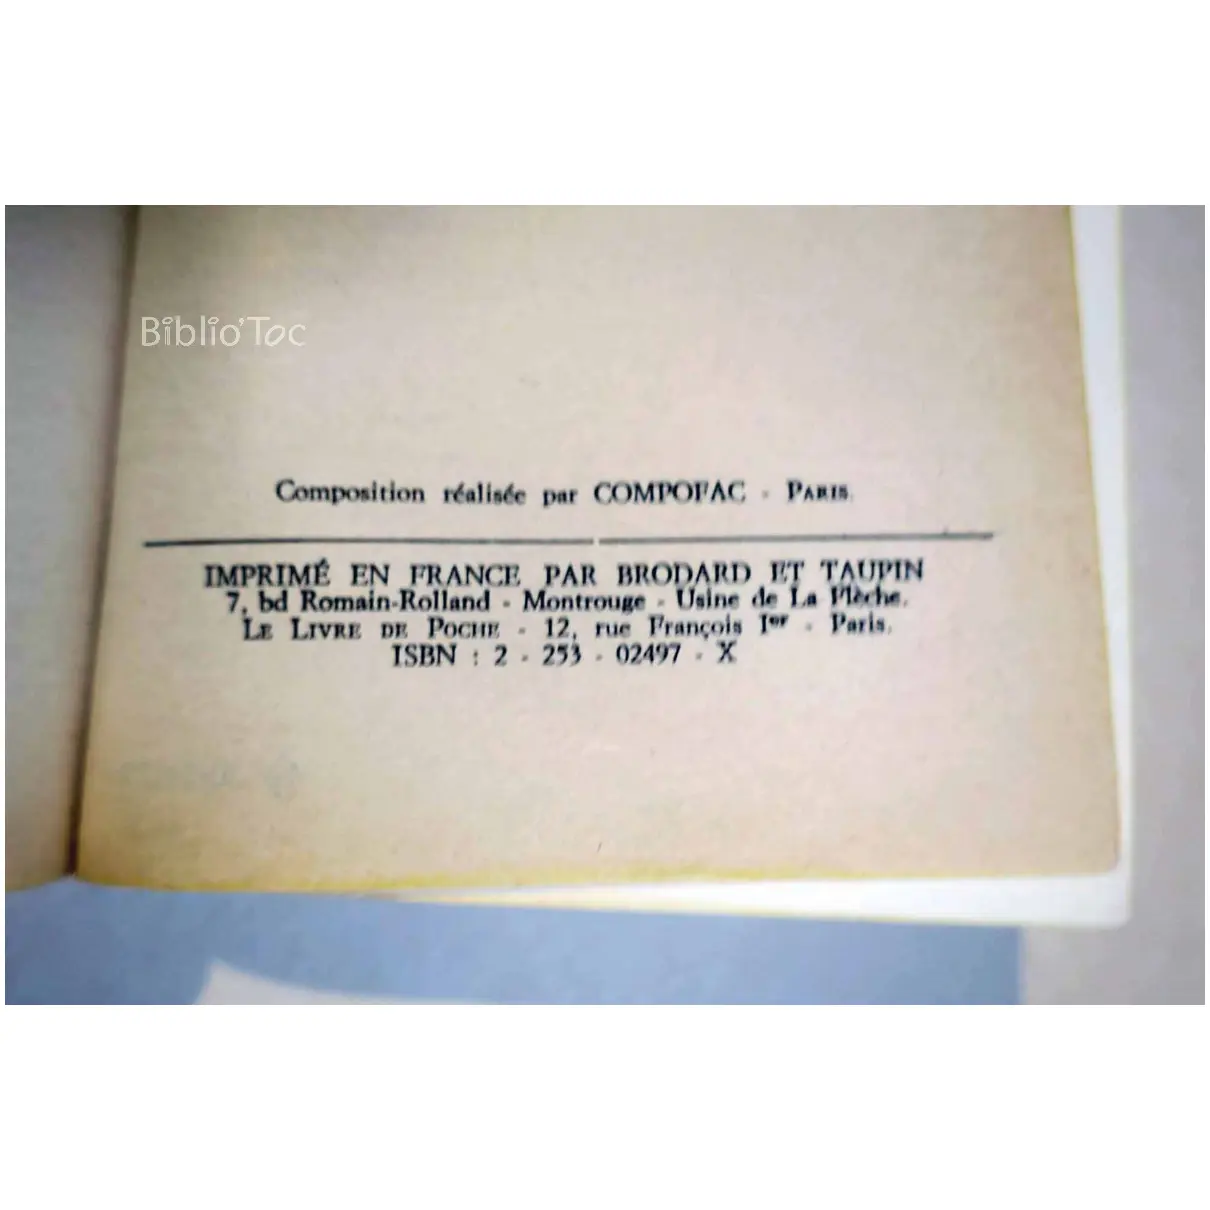 Biblio'Toc
Composition réalisée par COMPOFAC - PARIS.
IMPRIMÉ EN FRANCE PAR BRODARD ET TAUPIN
7, bd Romain-Rolland - Montrouge - Usine de La Flèche.
LE LIVRE DE POCHE - 12, rue François Ier - Paris.
ISBN : 2 - 253 - 02497 - X